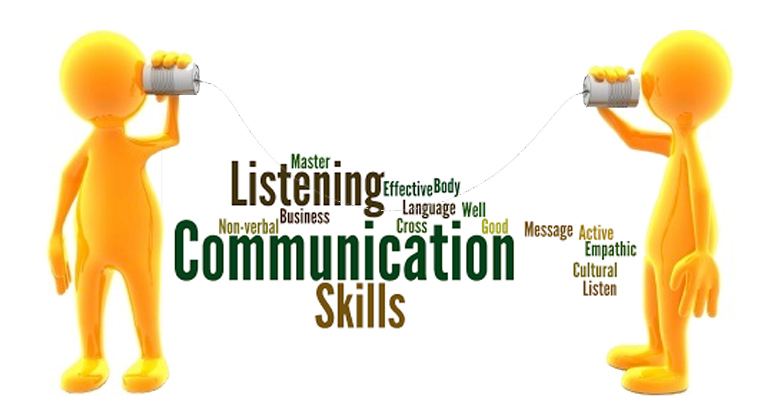 Master
Listening
Effective Body
Language Well
Business
Non-verbal
Cross
Good
Communication
Skills
Message Active
Empathic
Cultural
Listen